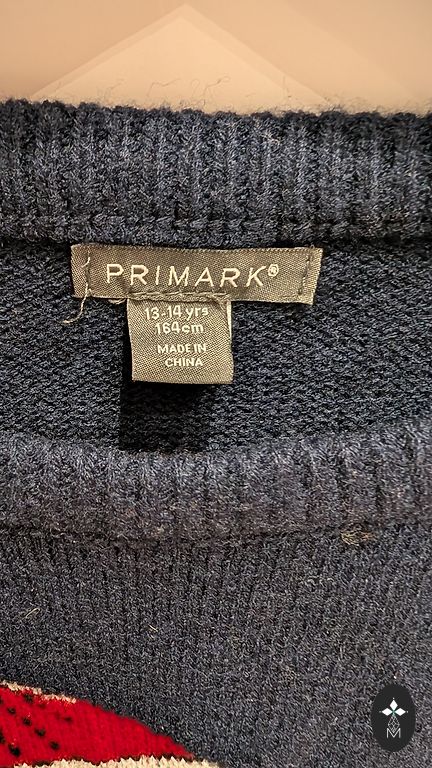 PRIMARK®
13-14 yrs
164cm
MADE IN
CHINA
M